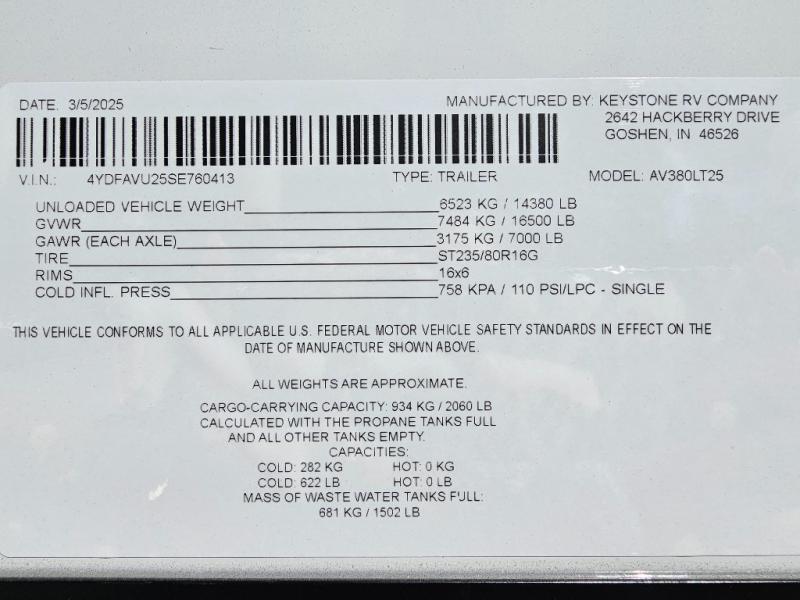 DATE. 3/5/2025
MANUFACTURED BY: KEYSTONE RV COMPANY
2642 HACKBERRY DRIVE
GOSHEN, IN 46526
V.I.N.: 4YDFAVU25SE760413 TYPE: TRAILER MODEL: AV380LT25
UNLOADED VEHICLE WEIGHT 6523 KG / 14380 LB
GVWR 7484 KG / 16500 LB
GAWR (EACH AXLE) 3175 KG / 7000 LB
TIRE ST235/80R16G
RIMS 16x6
COLD INFL. PRESS 758 KPA / 110 PSI/LPC - SINGLE
THIS VEHICLE CONFORMS TO ALL APPLICABLE U.S. FEDERAL MOTOR VEHICLE SAFETY STANDARDS IN EFFECT ON THE
DATE OF MANUFACTURE SHOWN ABOVE.
ALL WEIGHTS ARE APPROXIMATE.
CARGO-CARRYING CAPACITY: 934 KG / 2060 LB
CALCULATED WITH THE PROPANE TANKS FULL
AND ALL OTHER TANKS EMPTY.
CAPACITIES:
COLD: 282 KG HOT: 0 KG
COLD: 622 LB HOT: 0 LB
MASS OF WASTE WATER TANKS FULL:
681 KG / 1502 LB